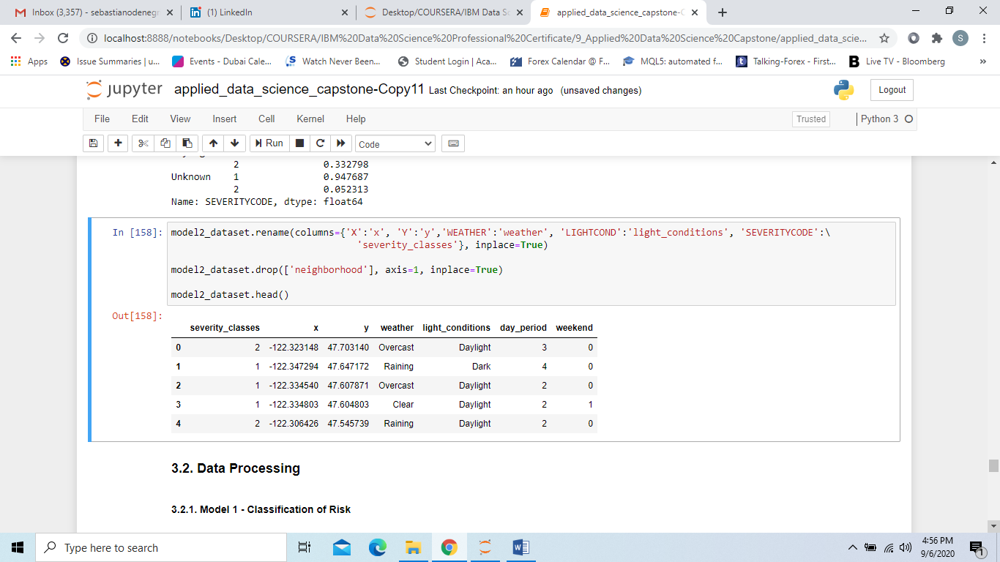 Inbox (3,357) - sebastianodenegr
(1) LinkedIn
Desktop/COURSERA/IBM Data Sc
applied_data_science_capstone-C
localhost:8888/notebooks/Desktop/COURSERA/IBM%20Data%20Science%20Professional%20Certificate/9_Applied%20Data%20Science%20Capstone/applied_data_scie...
S
Apps
Issue Summaries | u...
Events - Dubai Cale...
Watch Never Been...
Student Login | Aca...
Forex Calendar @ F...
MQL5: automated f...
Talking-Forex - First...
Live TV - Bloomberg
»
jupyter applied_data_science_capstone-Copy11 Last Checkpoint: an hour ago (unsaved changes)
Logout
File Edit View Insert Cell Kernel Help
Trusted
Python 3
Run
Code
2 0.332798
Unknown 1 0.947687
2 0.052313
Name: SEVERITYCODE, dtype: float64
In [158]: model2_dataset.rename(columns={'X':'x', 'Y':'y','WEATHER':'weather', 'LIGHTCOND':'light_conditions', 'SEVERITYCODE':\
'severity_classes'}, inplace=True)
model2_dataset.drop(['neighborhood'], axis=1, inplace=True)
model2_dataset.head()
Out[158]:
severity_classes x y weather light_conditions day_period weekend
0 2 -122.323148 47.703140 Overcast Daylight 3 0
1 1 -122.347294 47.647172 Raining Dark 4 0
2 1 -122.334540 47.607871 Overcast Daylight 2 0
3 1 -122.334803 47.604803 Clear Daylight 2 1
4 2 -122.306426 47.545739 Raining Daylight 2 0
3.2. Data Processing
3.2.1. Model 1 - Classification of Risk
Type here to search
4:56 PM
9/6/2020
1